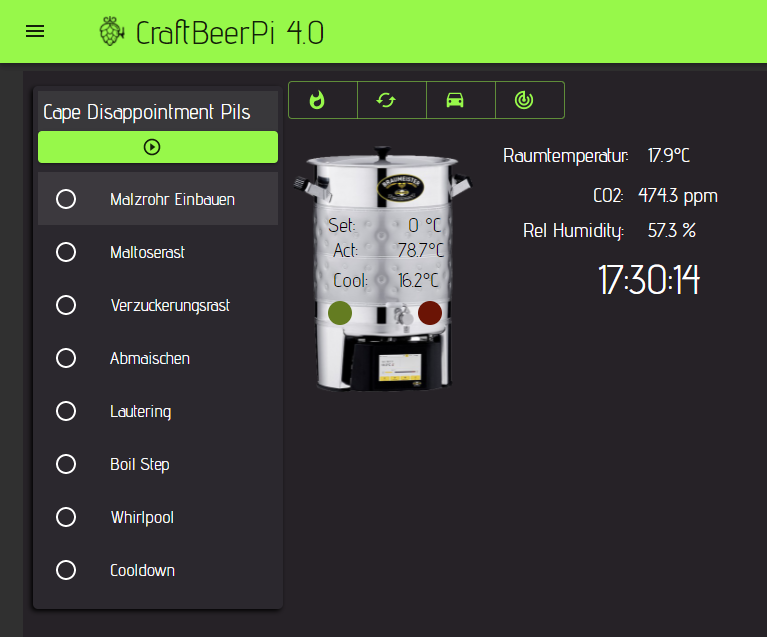 CraftBeerPi 4.0
Cape Disappointment Pils
Malzrohr Einbauen
Maltoserast
Verzuckerungsrast
Abmaischen
Lautering
Boil Step
Whirlpool
Cooldown
BRAUMEISTER
Set: 0 °C
Act: 78.7°C
Cool: 16.2°C
Raumtemperatur: 17.9°C
CO2: 474.3 ppm
Rel Humidity: 57.3 %
17:30:14